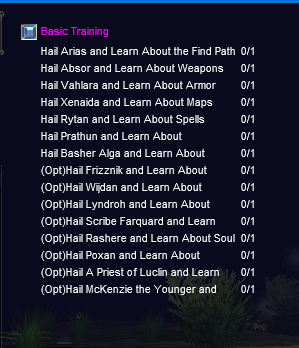 Basic Training
Hail Arias and Learn About the Find Path 0/1
Hail Absor and Learn About Weapons 0/1
Hail Vahlara and Learn About Armor 0/1
Hail Xenaida and Learn About Maps 0/1
Hail Rytan and Learn About Spells 0/1
Hail Prathun and Learn About 0/1
Hail Basher Alga and Learn About 0/1
(Opt)Hail Frizznik and Learn About 0/1
(Opt)Hail Wijdan and Learn About 0/1
(Opt)Hail Lyndroh and Learn About 0/1
(Opt)Hail Scribe Farquard and Learn 0/1
(Opt)Hail Rashere and Learn About Soul 0/1
(Opt)Hail Poxan and Learn About 0/1
(Opt)Hail A Priest of Luclin and Learn 0/1
(Opt)Hail McKenzie the Younger and 0/1